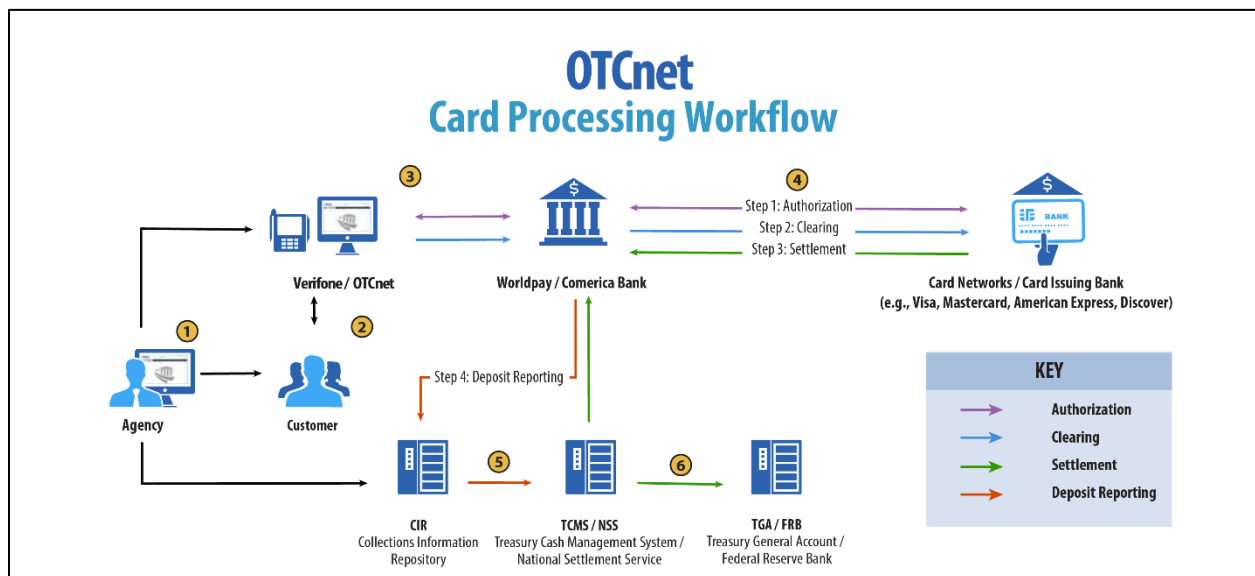 OTCnet
Card Processing Workflow
3
4
Step 1: Authorization
Step 2: Clearing
Step 3: Settlement
BANK
Verifone / OTCnet
Worldpay / Comerica Bank
Card Networks / Card Issuing Bank
(e.g., Visa, Mastercard, American Express, Discover)
1
2
Step 4: Deposit Reporting
Agency
Customer
KEY
Authorization
Clearing
Settlement
Deposit Reporting
5
6
CIR
Collections Information
Repository
TCMS / NSS
Treasury Cash Management System /
National Settlement Service
TGA / FRB
Treasury General Account /
Federal Reserve Bank